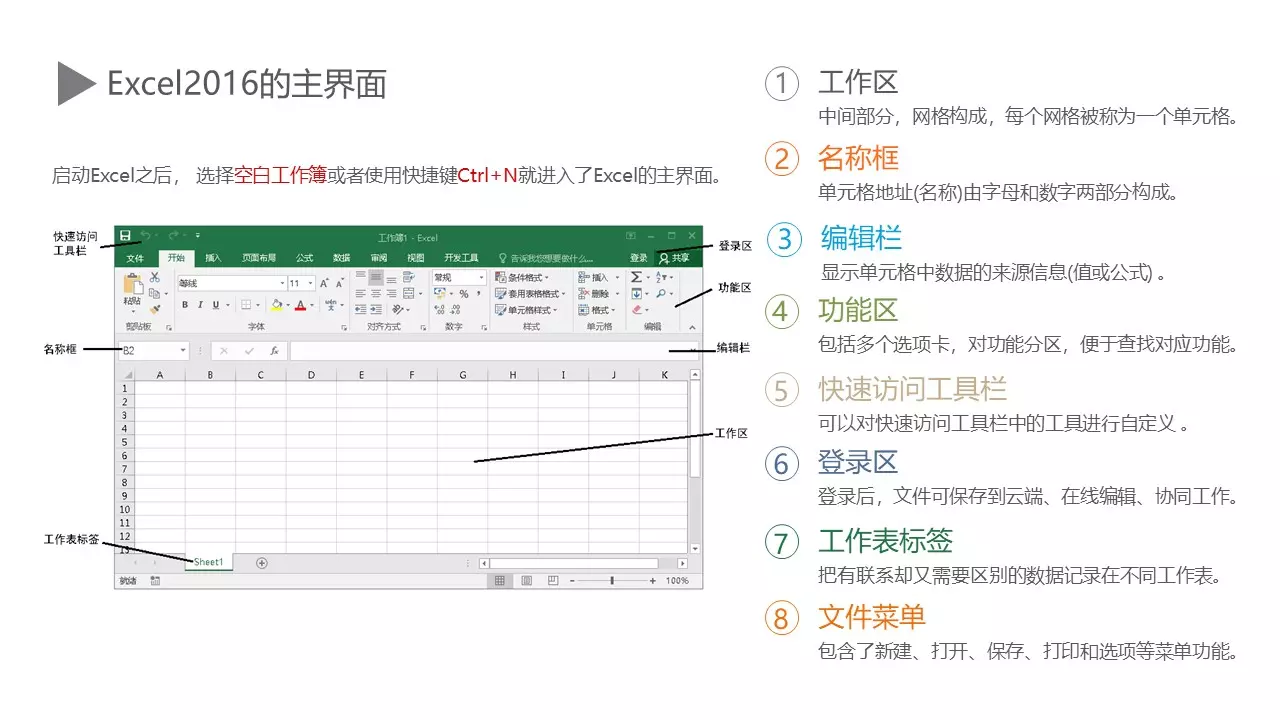 Excel2016的主界面
启动Excel之后， 选择空白工作簿或者使用快捷键Ctrl+N就进入了Excel的主界面。
快速访问
工具栏
工作簿1 - Excel
文件 开始 插入 页面布局 公式 数据 审阅 视图 开发工具 告诉我您想要做什么... 登录 共享
登录区
粘贴
等线 11
B I U
常规
条件格式
套用表格格式
单元格样式
插入
删除
格式
功能区
剪贴板 字体 对齐方式 数字 样式 单元格 编辑
名称框
B2
fx
编辑栏
A B C D E F G H I J K
1
2
3
4
5
6
7
8
9
10
11
12
13
工作区
工作表标签
Sheet1
就绪
100%
① 工作区
中间部分，网格构成，每个网格被称为一个单元格。
② 名称框
单元格地址(名称)由字母和数字两部分构成。
③ 编辑栏
显示单元格中数据的来源信息(值或公式) 。
④ 功能区
包括多个选项卡，对功能分区，便于查找对应功能。
⑤ 快速访问工具栏
可以对快速访问工具栏中的工具进行自定义 。
⑥ 登录区
登录后，文件可保存到云端、在线编辑、协同工作。
⑦ 工作表标签
把有联系却又需要区别的数据记录在不同工作表。
⑧ 文件菜单
包含了新建、打开、保存、打印和选项等菜单功能。